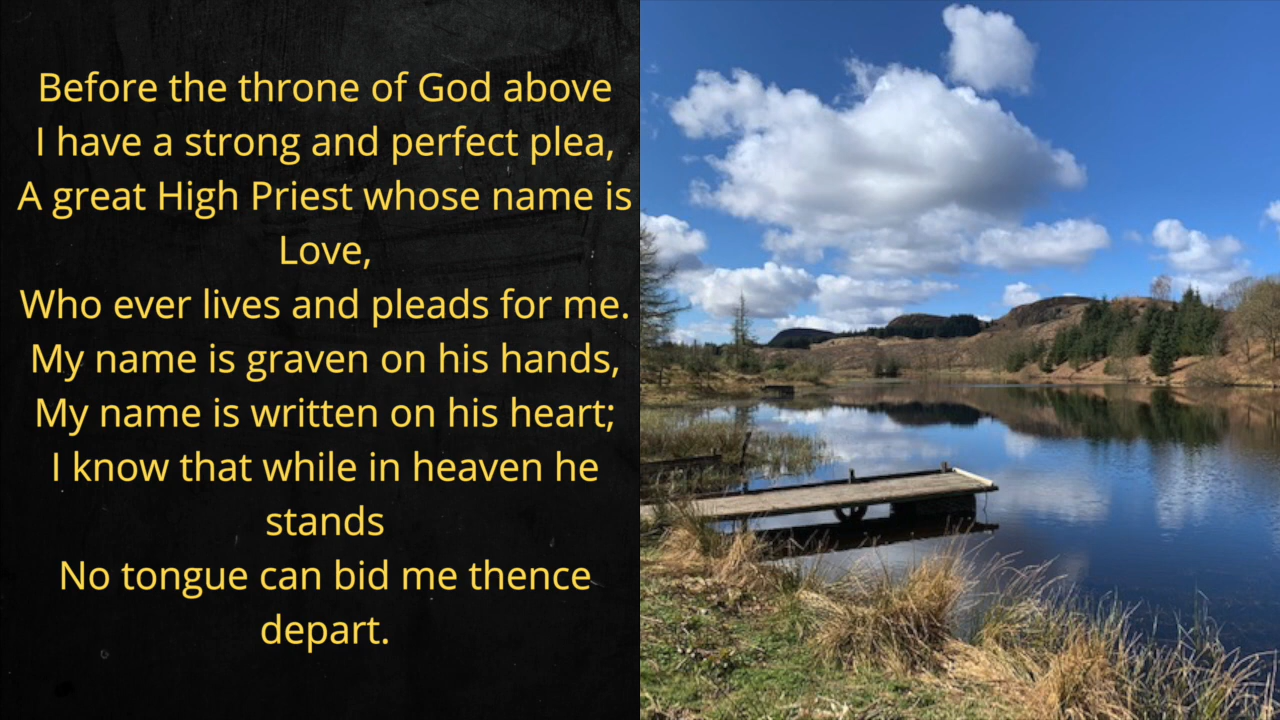 Before the throne of God above
I have a strong and perfect plea,
A great High Priest whose name is
Love,
Who ever lives and pleads for me.
My name is graven on his hands,
My name is written on his heart;
I know that while in heaven he
stands
No tongue can bid me thence
depart.